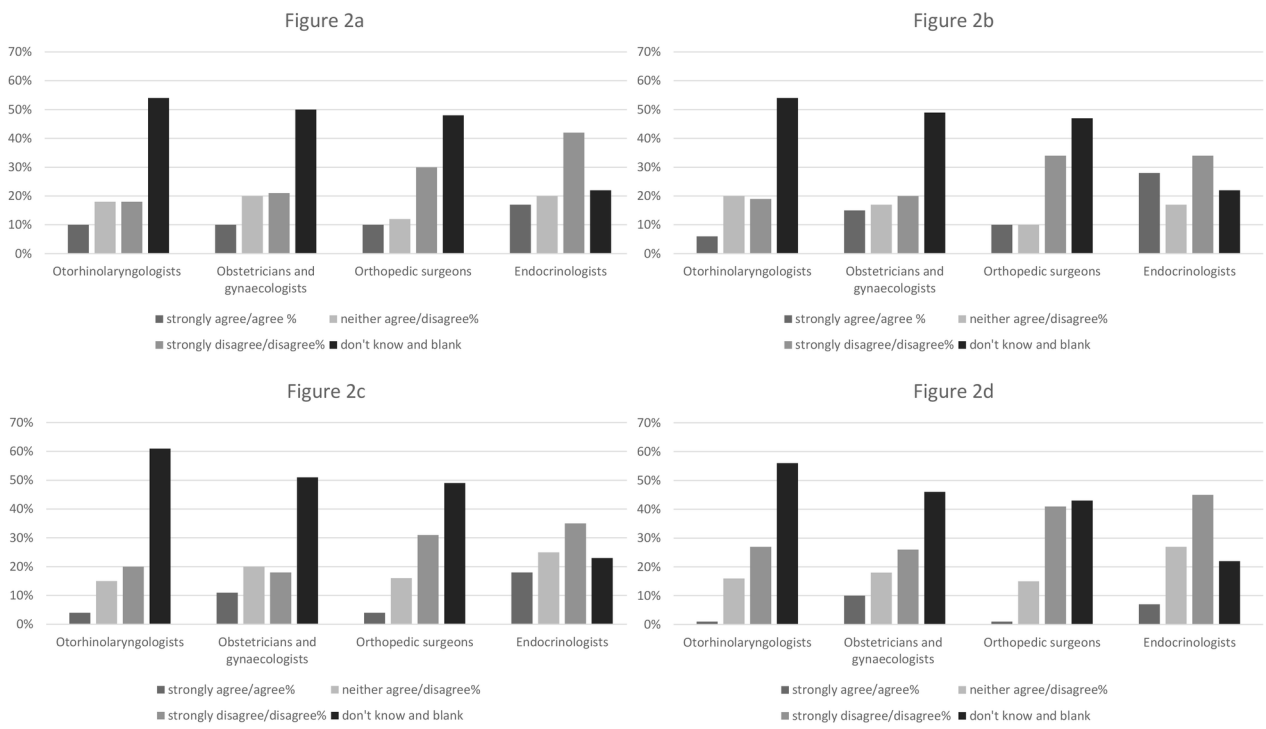 Figure 2a
70%
60%
50%
40%
30%
20%
10%
0%
Otorhinolaryngologists
Obstetricians and
gynaecologists
Orthopedic surgeons
Endocrinologists
strongly agree/agree %
neither agree/disagree%
strongly disagree/disagree%
don't know and blank
Figure 2b
70%
60%
50%
40%
30%
20%
10%
0%
Otorhinolaryngologists
Obstetricians and
gynaecologists
Orthopedic surgeons
Endocrinologists
strongly agree/agree %
neither agree/disagree%
strongly disagree/disagree%
don't know and blank
Figure 2c
70%
60%
50%
40%
30%
20%
10%
0%
Otorhinolaryngologists
Obstetricians and
gynaecologists
Orthopedic surgeons
Endocrinologists
strongly agree/agree%
neither agree/disagree%
strongly disagree/disagree%
don't know and blank
Figure 2d
70%
60%
50%
40%
30%
20%
10%
0%
Otorhinolaryngologists
Obstetricians and
gynaecologists
Orthopedic surgeons
Endocrinologists
strongly agree/agree%
neither agree/disagree%
strongly disagree/disagree%
don't know and blank